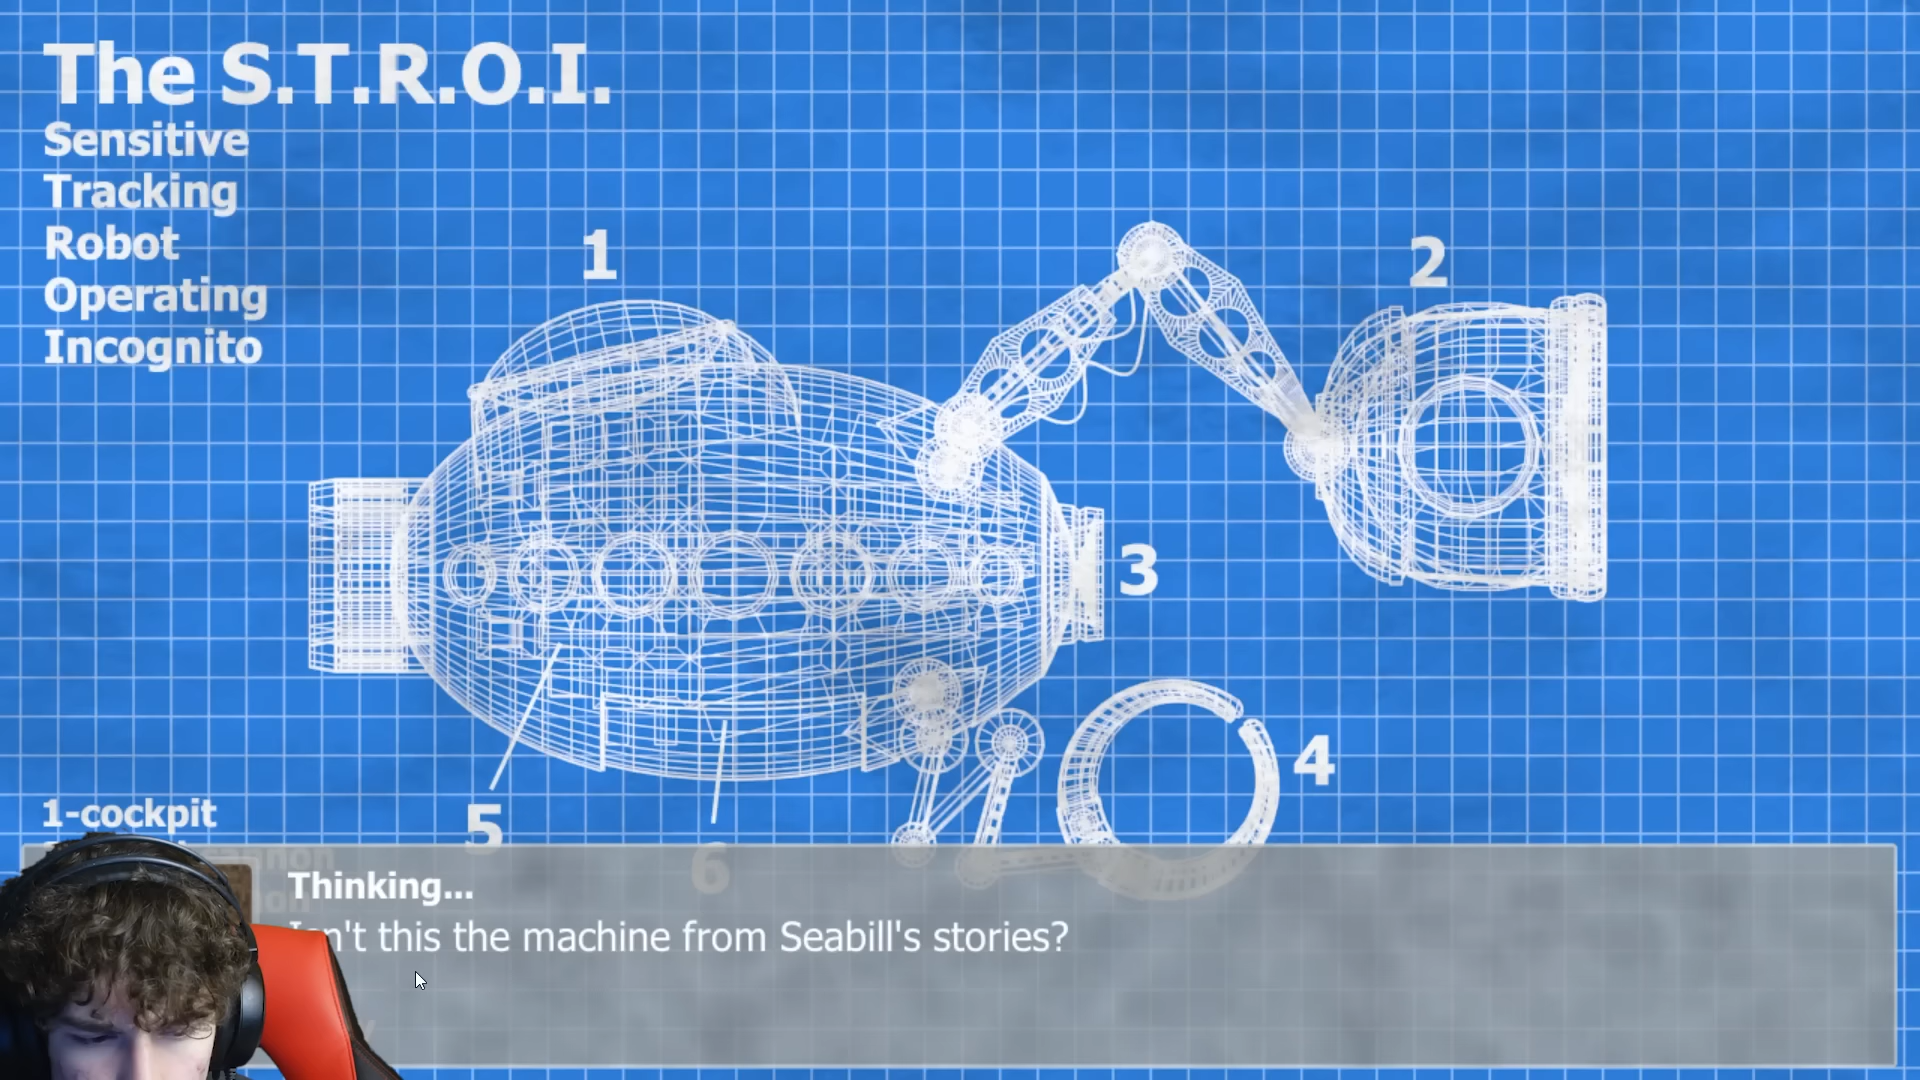 The S.T.R.O.I.
Sensitive
Tracking
Robot
Operating
Incognito
1
2
3
4
5
6
1-cockpit
Thinking...
Isn't this the machine from Seabill's stories?